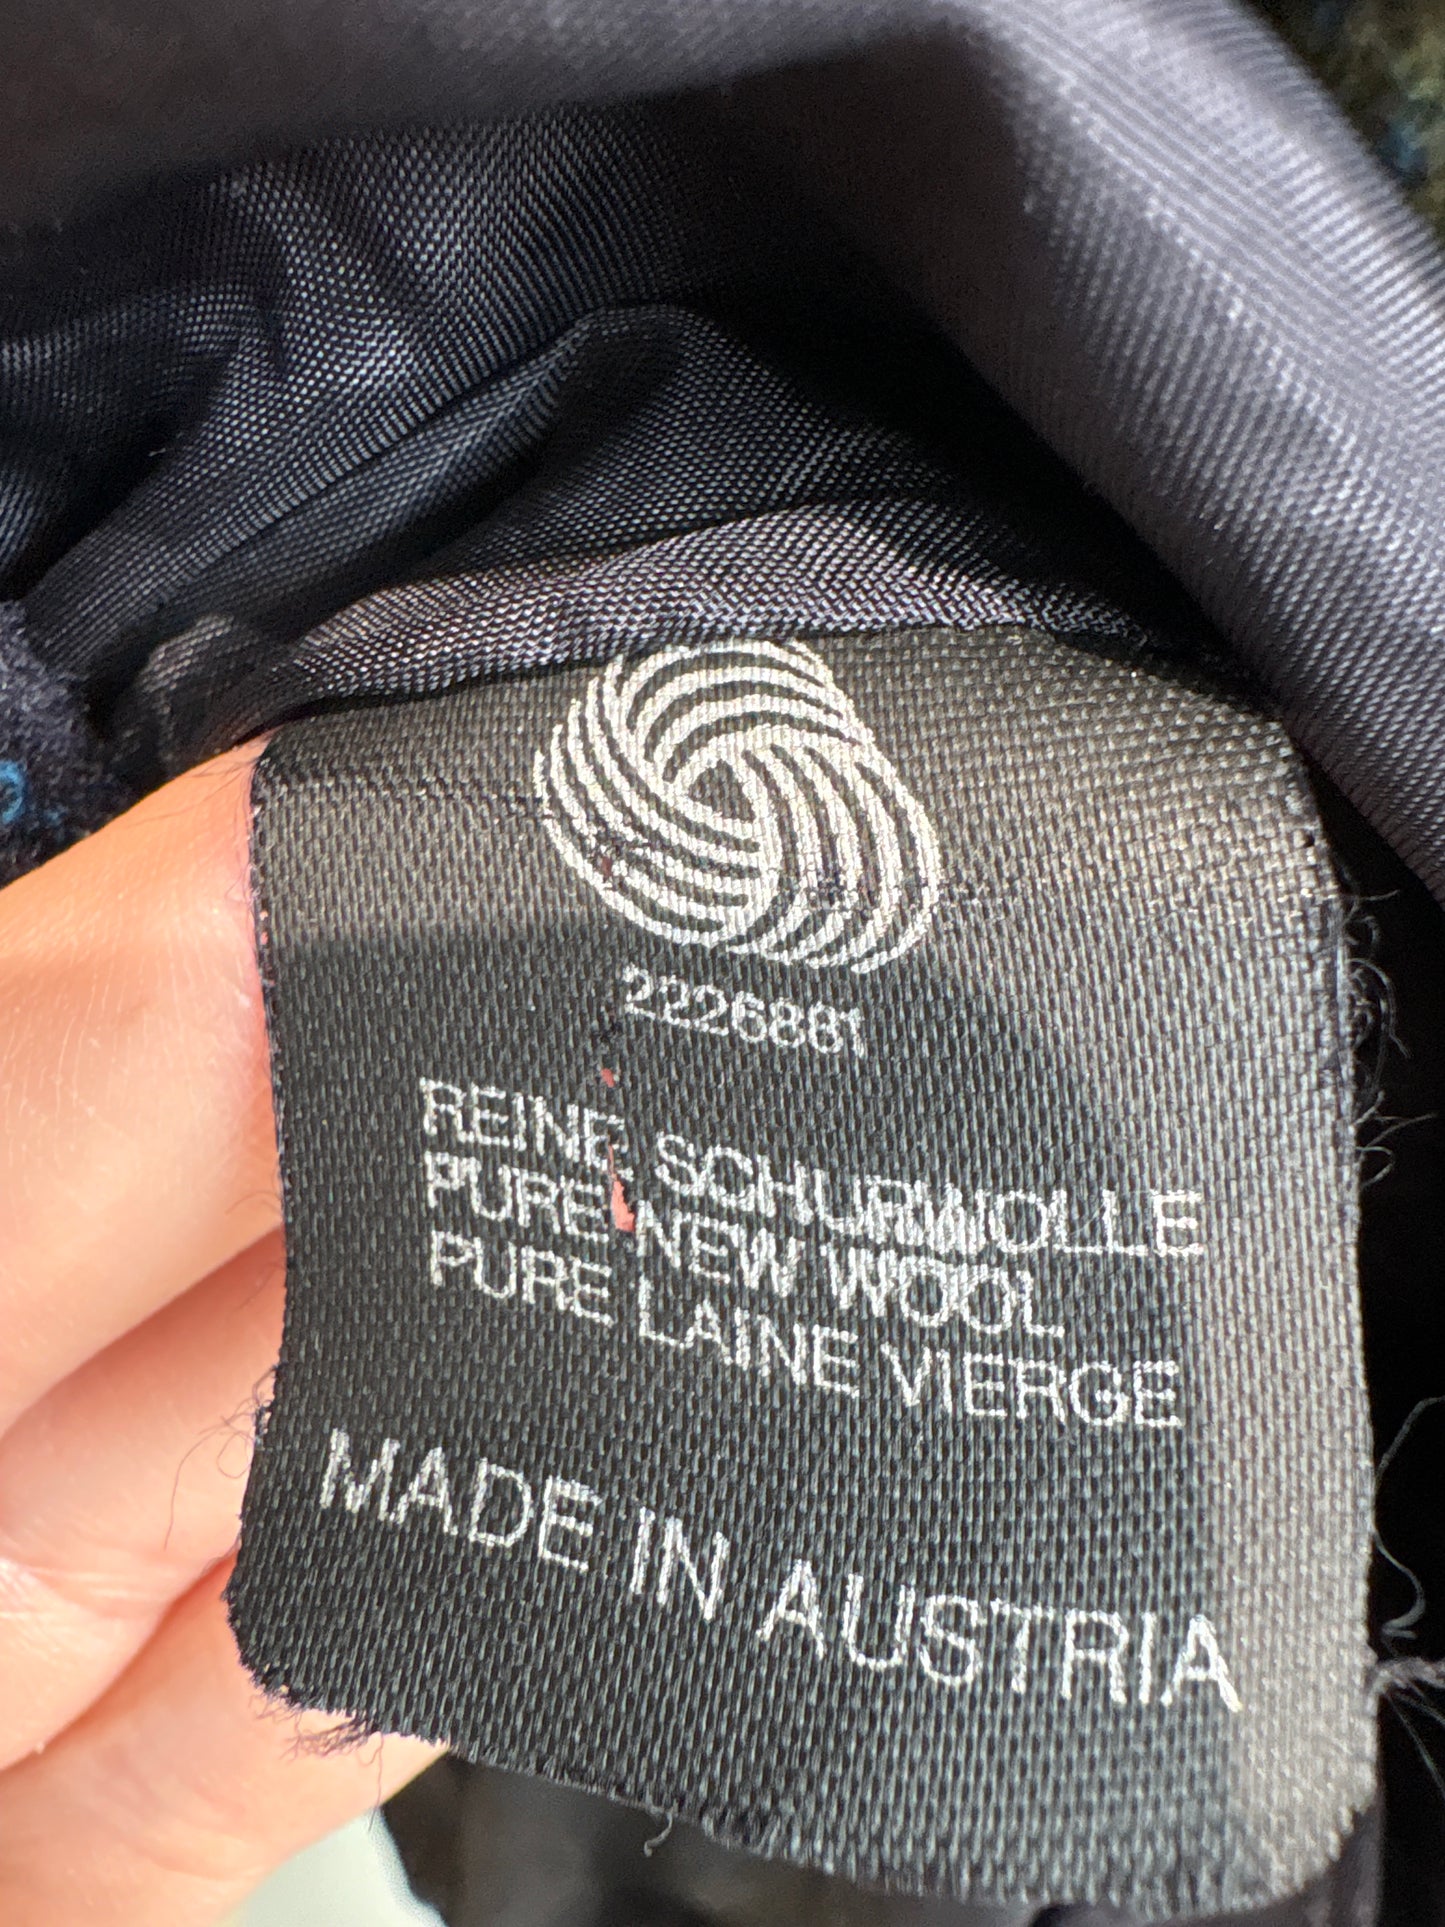 2226881
REINE SCHURWOLLE
PURE NEW WOOL
PURE LAINE VIERGE
MADE IN AUSTRIA